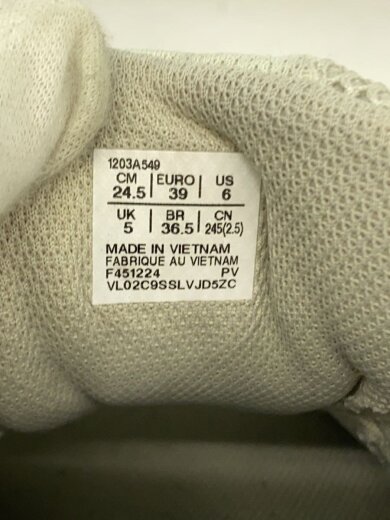 1203A549
CM | EURO | US
24.5 | 39 | 6
UK | BR | CN
5 | 36.5 | 245(2.5)
MADE IN VIETNAM
FABRIQUE AU VIETNAM
F451224 PV
VL02C9SSLVJD5ZC